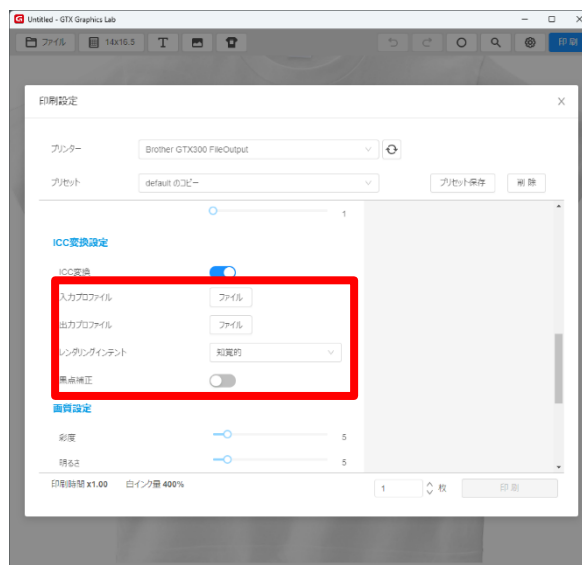 Untitled - GTX Graphics Lab
ファイル 14x16.5 T 印刷
印刷設定
プリンター Brother GTX300 FileOutput
プリセット default のコピー プリセット保存 削除
1
ICC変換設定
ICC変換
入力プロファイル ファイル
出力プロファイル ファイル
レンダリングインテント 知覚的
黒点補正
画質設定
彩度 5
明るさ 5
印刷時間 x1.00 白インク量 400% 1 枚 印刷